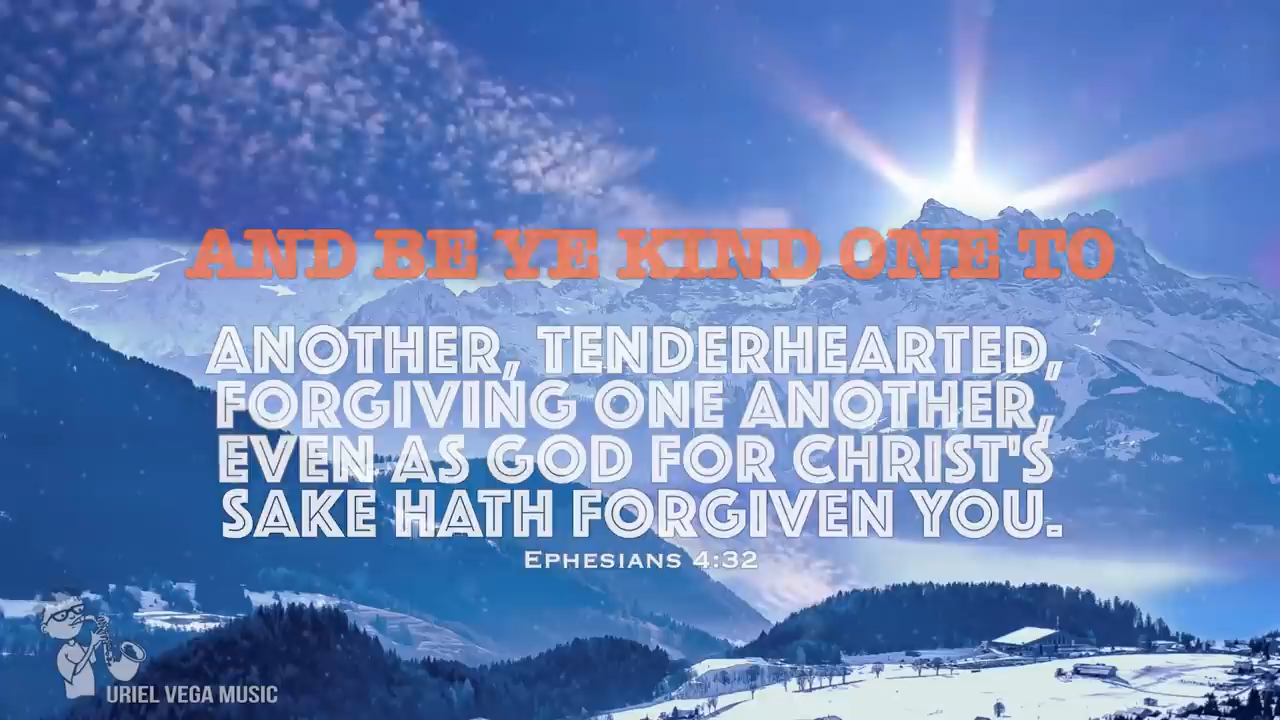 AND BE YE KIND ONE TO
ANOTHER, TENDERHEARTED,
FORGIVING ONE ANOTHER,
EVEN AS GOD FOR CHRIST'S
SAKE HATH FORGIVEN YOU.
EPHESIANS 4:32
URIEL VEGA MUSIC